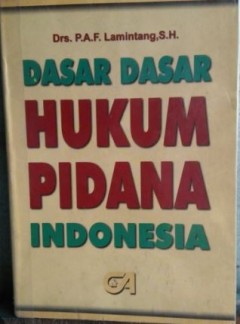 Drs. P.A.F. Lamintang,S.H.
DASAR DASAR
HUKUM
PIDANA
INDONESIA